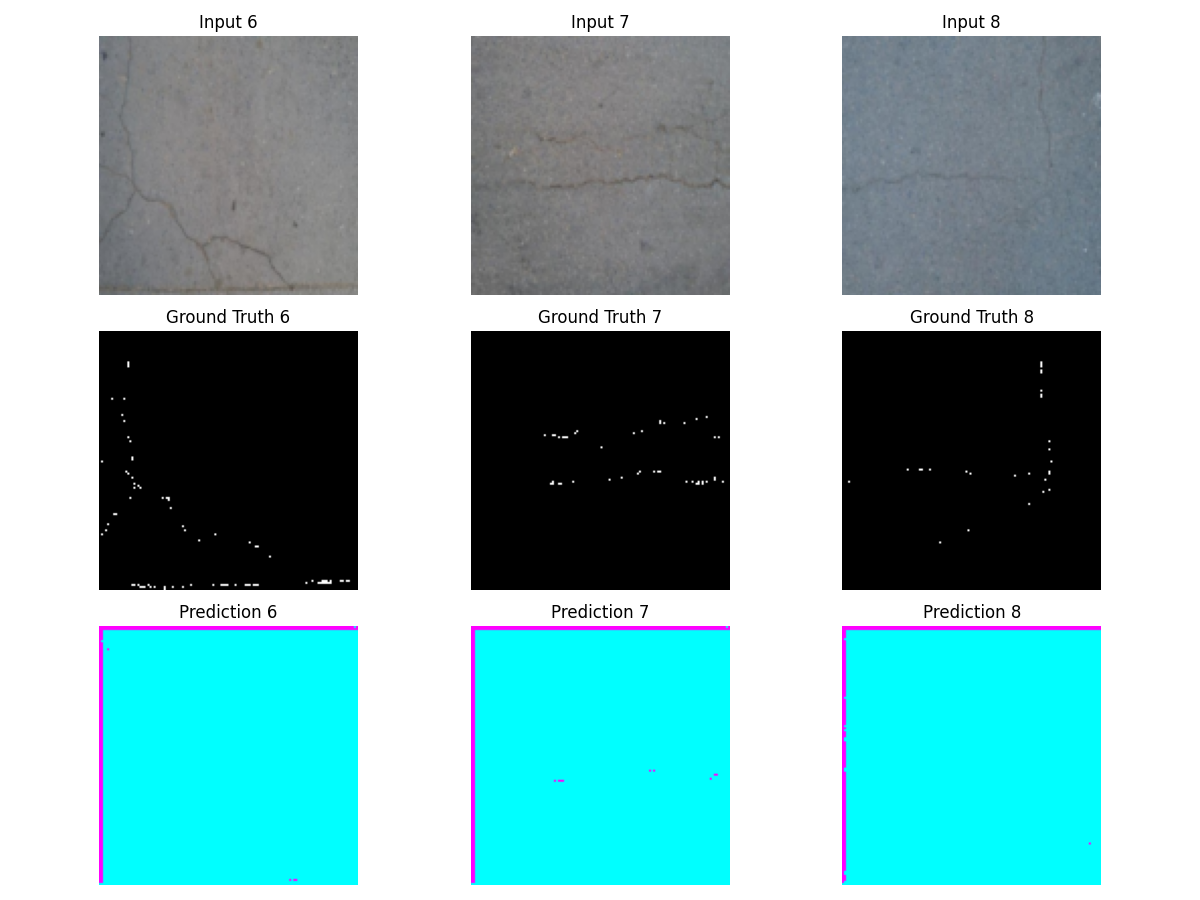 Input 6
Input 7
Input 8
Ground Truth 6
Ground Truth 7
Ground Truth 8
Prediction 6
Prediction 7
Prediction 8